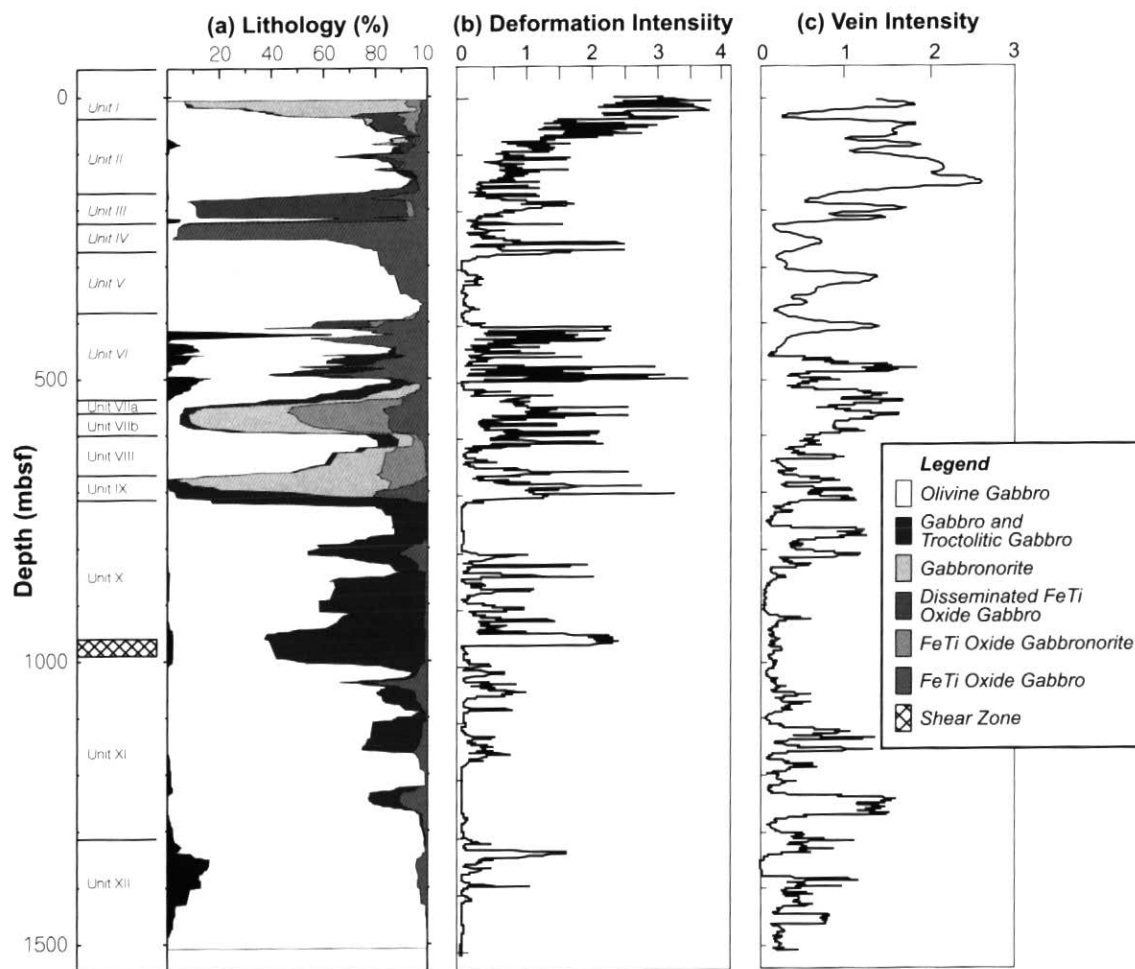 (a) Lithology (%)
20 40 60 80 10
(b) Deformation Intensiity
0 1 2 3 4
(c) Vein Intensity
0 1 2 3
Depth (mbsf)
0
500
1000
1500
Unit I
Unit II
Unit III
Unit IV
Unit V
Unit VI
Unit VIIa
Unit VIIb
Unit VIII
Unit IX
Unit X
Unit XI
Unit XII
Legend
Olivine Gabbro
Gabbro and
Troctolitic Gabbro
Gabbronorite
Disseminated FeTi
Oxide Gabbro
FeTi Oxide Gabbronorite
FeTi Oxide Gabbro
Shear Zone